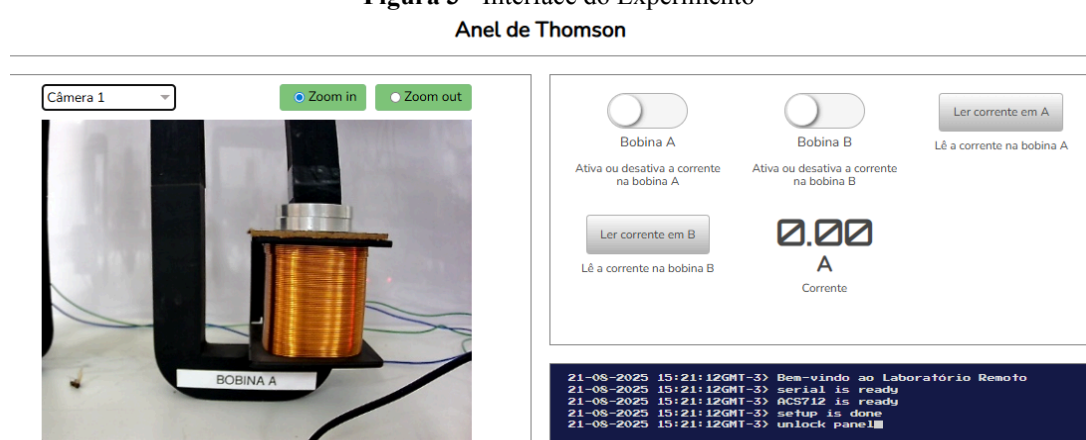 Figura 3 - Interface do Experimento
Anel de Thomson
Câmera 1
Zoom in
Zoom out
BOBINA A
Bobina A
Ativa ou desativa a corrente
na bobina A
Bobina B
Ativa ou desativa a corrente
na bobina B
Ler corrente em A
Lê a corrente na bobina A
Ler corrente em B
Lê a corrente na bobina B
0.00
A
Corrente
21-08-2025 15:21:12GMT-3> Bem-vindo ao Laboratório Remoto
21-08-2025 15:21:12GMT-3> serial is ready
21-08-2025 15:21:12GMT-3> ACS712 is ready
21-08-2025 15:21:12GMT-3> setup is done
21-08-2025 15:21:12GMT-3> unlock panel